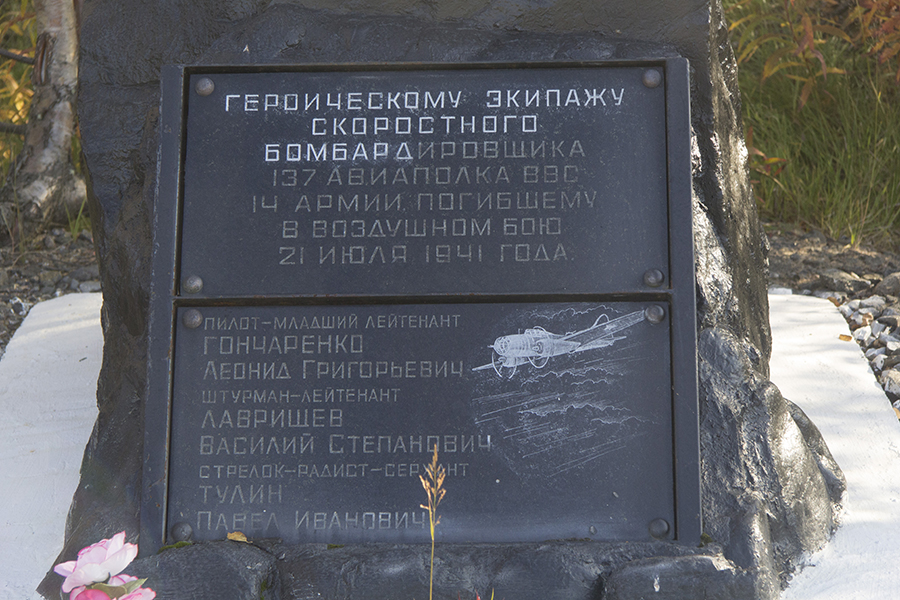 ГЕРОИЧЕСКОМУ ЭКИПАЖУ
СКОРОСТНОГО
БОМБАРДИРОВЩИКА
137 АВИАПОЛКА ВВС
14 АРМИИ, ПОГИБШЕМУ
В ВОЗДУШНОМ БОЮ
21 ИЮЛЯ 1941 ГОДА.
ПИЛОТ-МЛАДШИЙ ЛЕЙТЕНАНТ
ГОНЧАРЕНКО
ЛЕОНИД ГРИГОРЬЕВИЧ
ШТУРМАН-ЛЕЙТЕНАНТ
ЛАВРИЩЕВ
ВАСИЛИЙ СТЕПАНОВИЧ
СТРЕЛОК-РАДИСТ-СЕРЖАНТ
ТУЛИН
ПАВЕЛ ИВАНОВИЧ